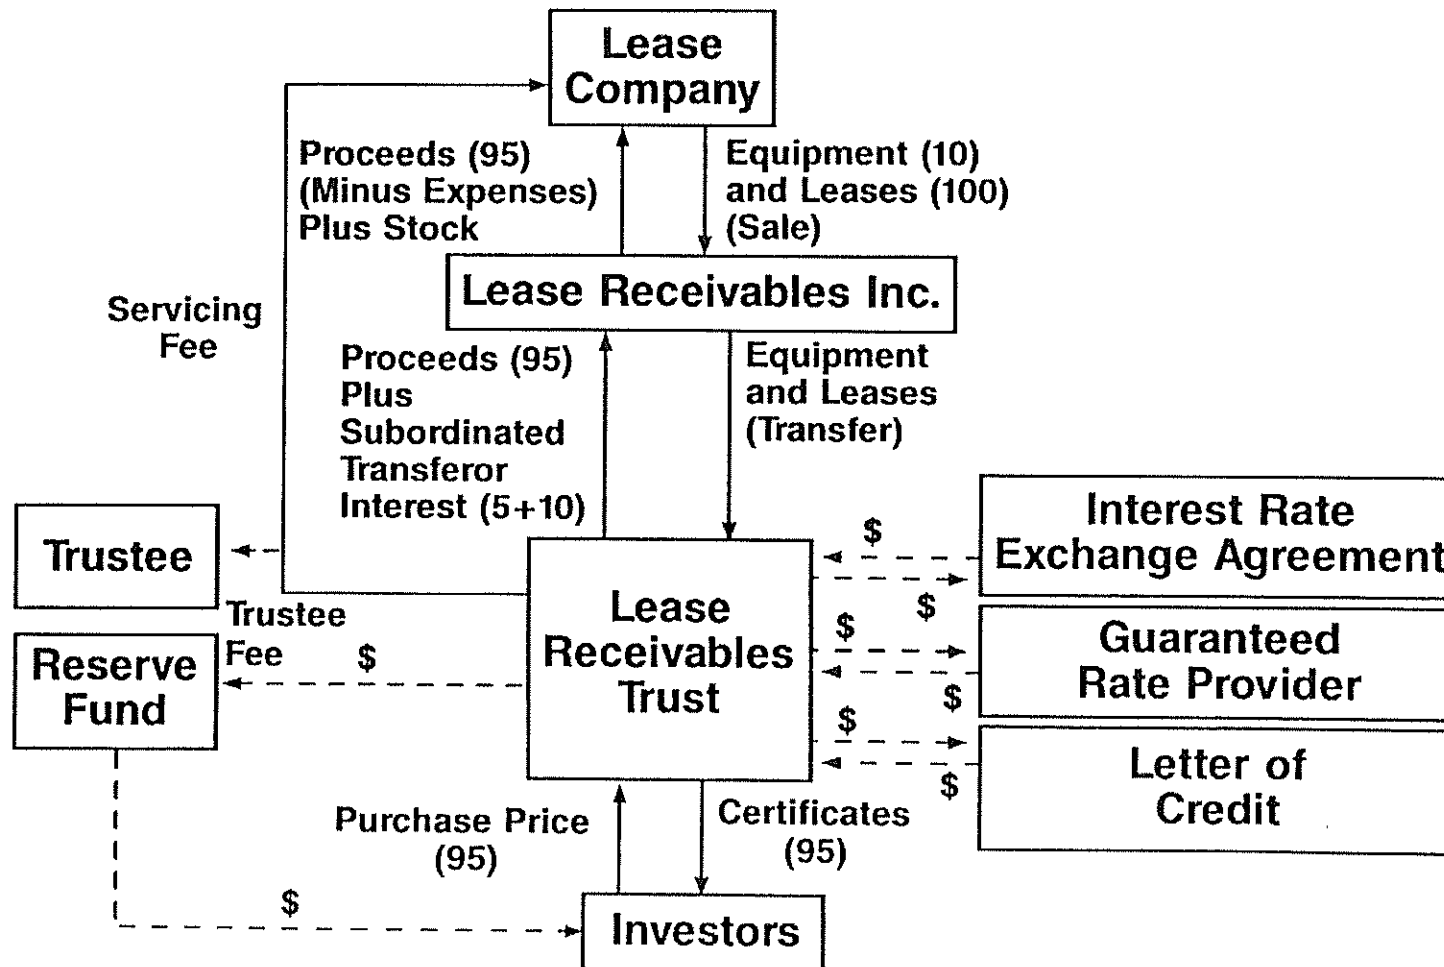 Lease
Company
Proceeds (95)
(Minus Expenses)
Plus Stock
Equipment (10)
and Leases (100)
(Sale)
Lease Receivables Inc.
Servicing
Fee
Proceeds (95)
Plus
Subordinated
Transferor
Interest (5+10)
Equipment
and Leases
(Transfer)
Trustee
Trustee
Fee
$
Reserve
Fund
Lease
Receivables
Trust
$
Interest Rate
Exchange Agreement
$
$
Guaranteed
Rate Provider
$
$
Letter of
Credit
$
Purchase Price
(95)
Certificates
(95)
$
Investors